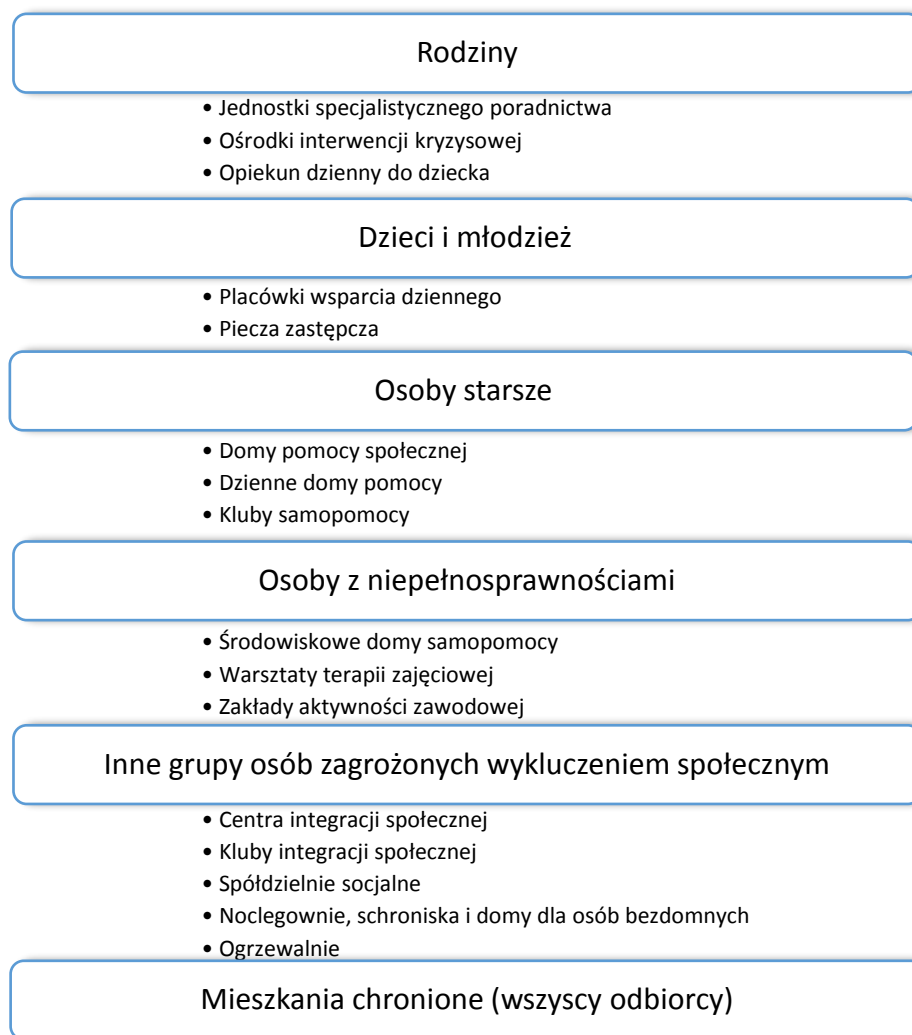 Rodziny
• Jednostki specjalistycznego poradnictwa
• Ośrodki interwencji kryzysowej
• Opiekun dzienny do dziecka
Dzieci i młodzież
• Placówki wsparcia dziennego
• Piecza zastępcza
Osoby starsze
• Domy pomocy społecznej
• Dzienne domy pomocy
• Kluby samopomocy
Osoby z niepełnosprawnościami
• Środowiskowe domy samopomocy
• Warsztaty terapii zajęciowej
• Zakłady aktywności zawodowej
Inne grupy osób zagrożonych wykluczeniem społecznym
• Centra integracji społecznej
• Kluby integracji społecznej
• Spółdzielnie socjalne
• Noclegownie, schroniska i domy dla osób bezdomnych
• Ogrzewalnie
Mieszkania chronione (wszyscy odbiorcy)